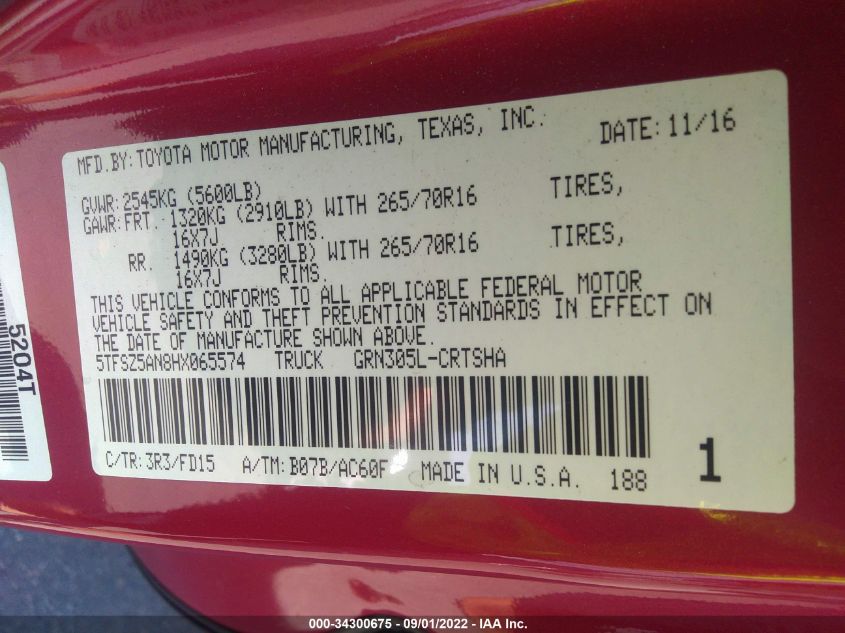 MFD.BY: TOYOTA MOTOR MANUFACTURING, TEXAS, INC. DATE: 11/16
GVWR: 2545KG (5600LB)
GAWR: FRT. 1320KG (2910LB) WITH 265/70R16 TIRES,
16X7J RIMS.
RR. 1490KG (3280LB) WITH 265/70R16 TIRES,
16X7J RIMS.
THIS VEHICLE CONFORMS TO ALL APPLICABLE FEDERAL MOTOR
VEHICLE SAFETY AND THEFT PREVENTION STANDARDS IN EFFECT ON
THE DATE OF MANUFACTURE SHOWN ABOVE.
5TFSZ5AN8HX065574 TRUCK GRN305L-CRTSHA
C/TR: 3R3/FD15 A/TM: B07B/AC60F MADE IN U.S.A. 188 1
5204T
000-34300675 - 09/01/2022 - IAA Inc.